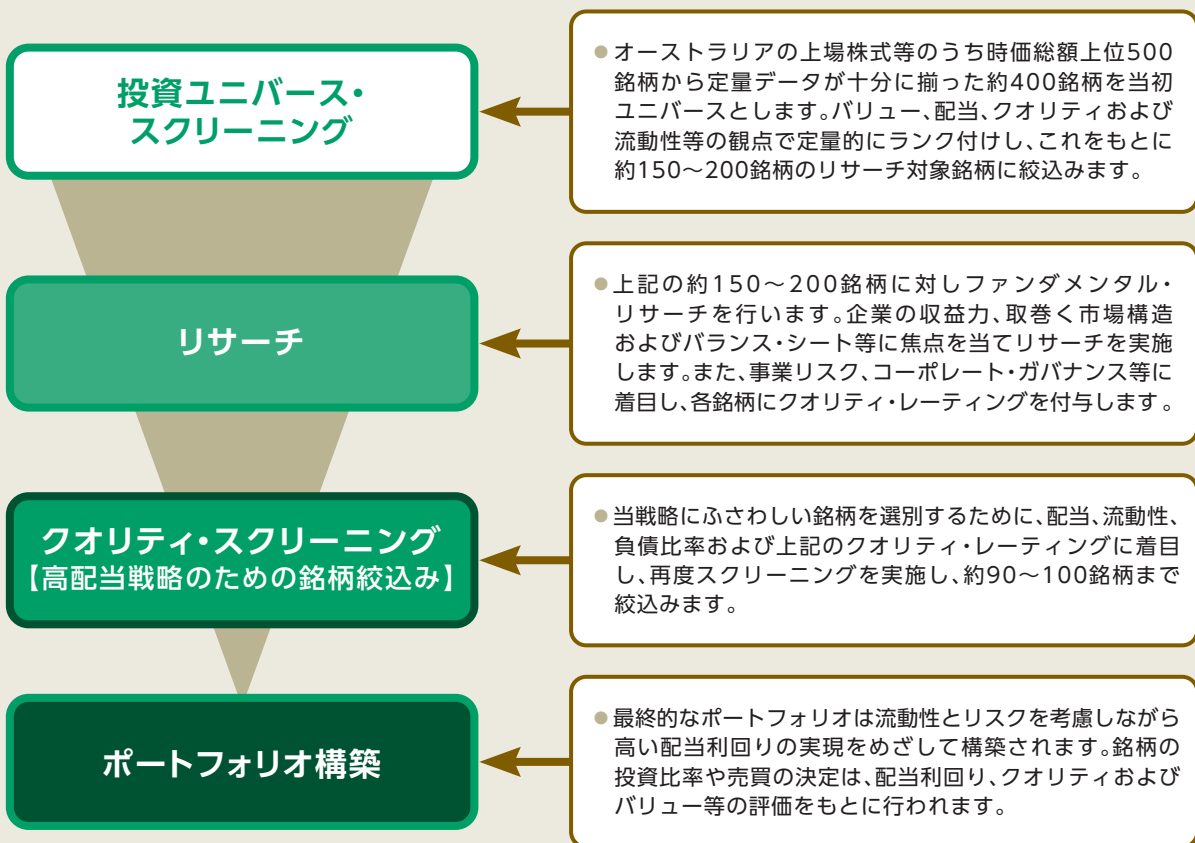 投資ユニバース・
スクリーニング
●オーストラリアの上場株式等のうち時価総額上位500
銘柄から定量データが十分に揃った約400銘柄を当初
ユニバースとします。バリュー、配当、クオリティおよび
流動性等の観点で定量的にランク付けし、これをもとに
約150～200銘柄のリサーチ対象銘柄に絞込みます。
リサーチ
●上記の約150～200銘柄に対しファンダメンタル・
リサーチを行います。企業の収益力、取巻く市場構造
およびバランス・シート等に焦点を当てリサーチを実施
します。また、事業リスク、コーポレート・ガバナンス等に
着目し、各銘柄にクオリティ・レーティングを付与します。
クオリティ・スクリーニング
【高配当戦略のための銘柄絞込み】
●当戦略にふさわしい銘柄を選別するために、配当、流動性、
負債比率および上記のクオリティ・レーティングに着目
し、再度スクリーニングを実施し、約90～100銘柄まで
絞込みます。
ポートフォリオ構築
●最終的なポートフォリオは流動性とリスクを考慮しながら
高い配当利回りの実現をめざして構築されます。銘柄の
投資比率や売買の決定は、配当利回り、クオリティおよび
バリュー等の評価をもとに行われます。